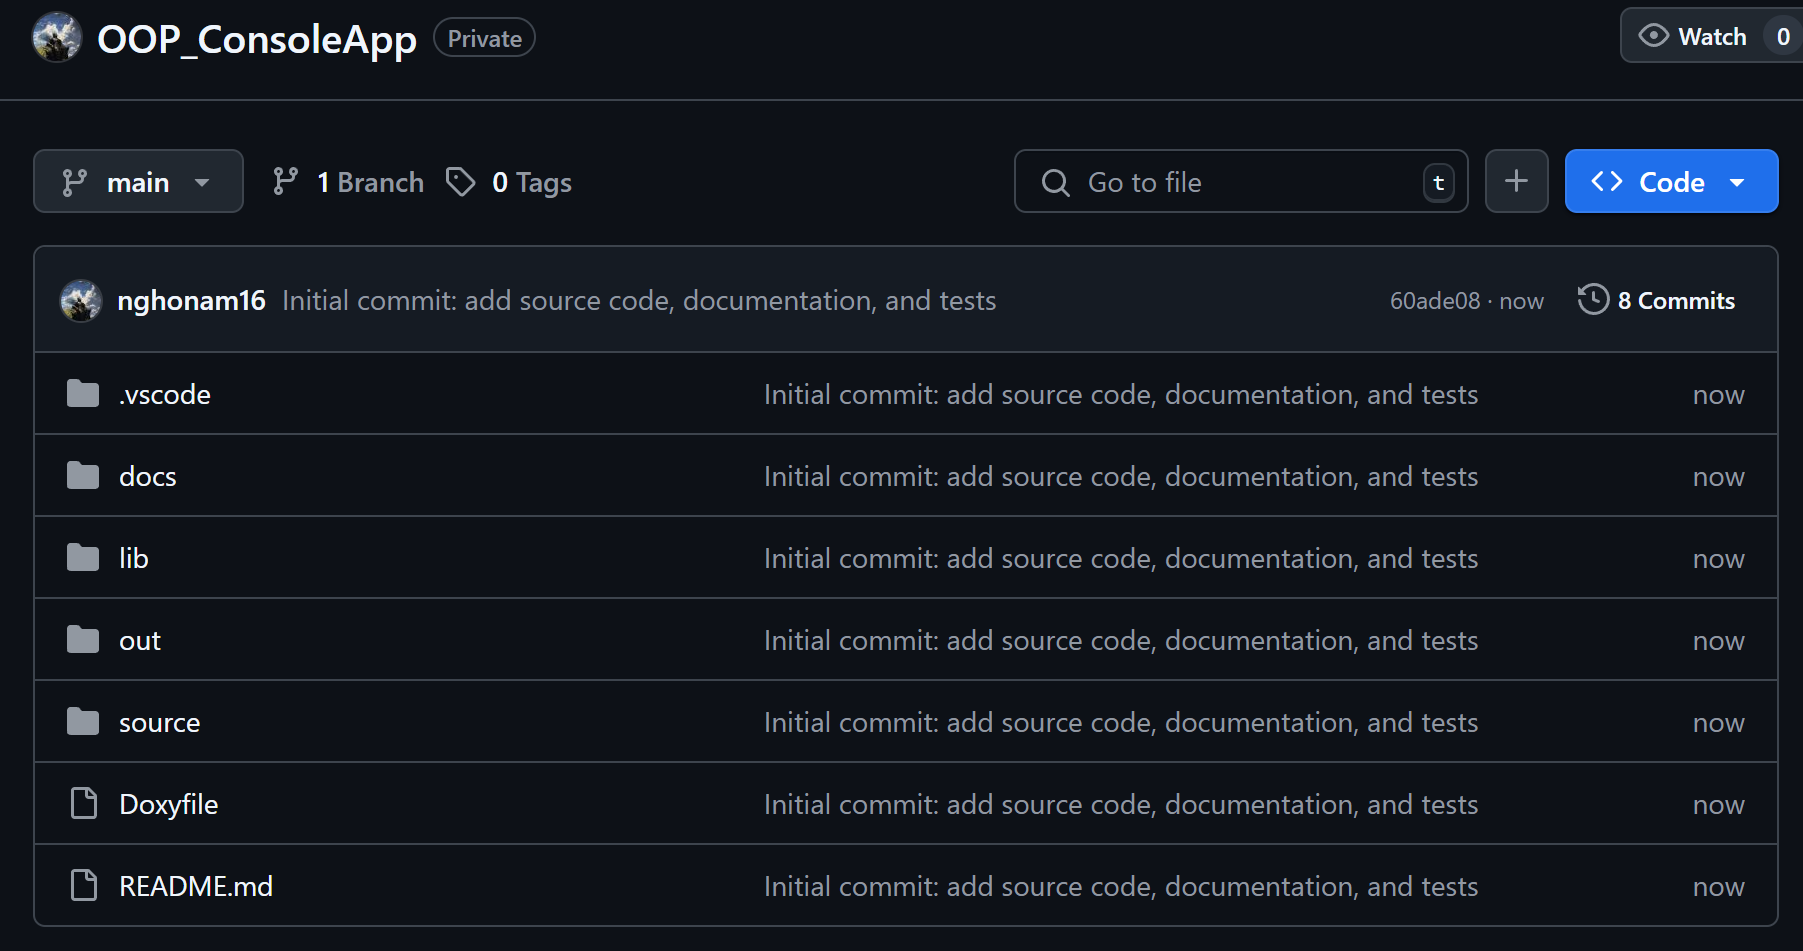 OOP_ConsoleApp Private Watch 0
main 1 Branch 0 Tags Go to file t Code
nghonam16 Initial commit: add source code, documentation, and tests 60ade08 · now 8 Commits
.vscode Initial commit: add source code, documentation, and tests now
docs Initial commit: add source code, documentation, and tests now
lib Initial commit: add source code, documentation, and tests now
out Initial commit: add source code, documentation, and tests now
source Initial commit: add source code, documentation, and tests now
Doxyfile Initial commit: add source code, documentation, and tests now
README.md Initial commit: add source code, documentation, and tests now